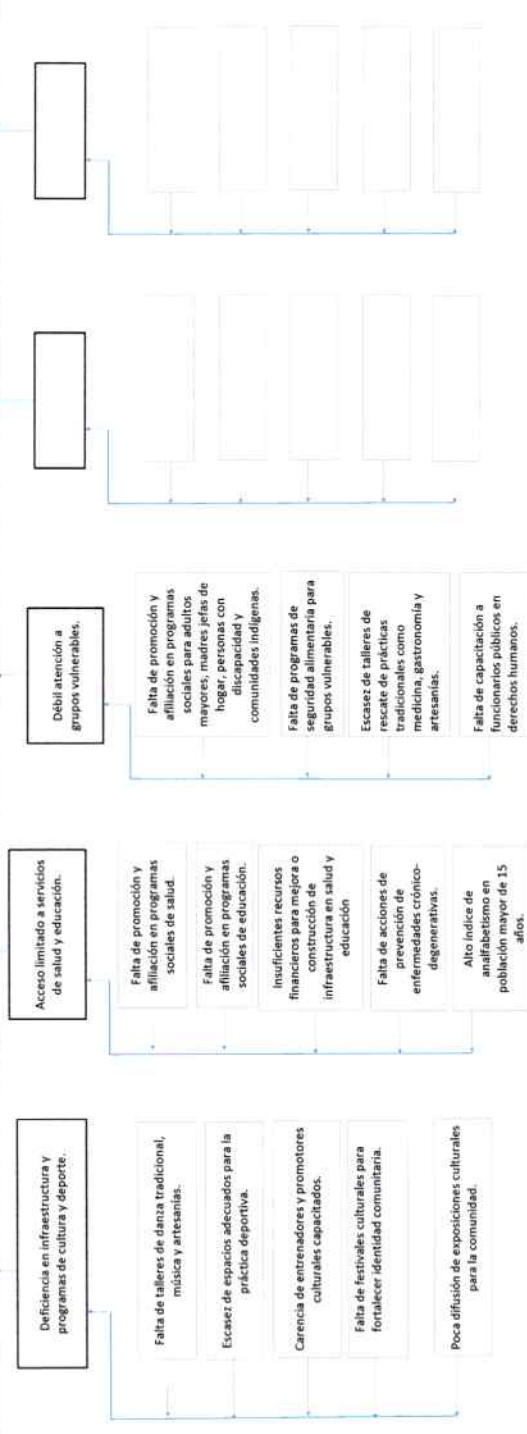 Deficiencia en infraestructura y
programas de cultura y deporte.
Falta de talleres de danza tradicional,
música y artesanías.
Escasez de espacios adecuados para la
práctica deportiva.
Carencia de entrenadores y promotores
culturales capacitados.
Falta de festivales culturales para
fortalecer identidad comunitaria.
Poca difusión de exposiciones culturales
para la comunidad.
Acceso limitado a servicios
de salud y educación.
Falta de promoción y
afiliación en programas
sociales de salud.
Falta de promoción y
afiliación en programas
sociales de educación.
Insuficientes recursos
financieros para mejora o
construcción de
infraestructura en salud y
educación
Falta de acciones de
prevención de
enfermedades crónico-
degenerativas.
Alto índice de
analfabetismo en
población mayor de 15
años.
Débil atención a
grupos vulnerables.
Falta de promoción y
afiliación en programas
sociales para adultos
mayores, madres jefas de
hogar, personas con
discapacidad y
comunidades indígenas.
Falta de programas de
seguridad alimentaria para
grupos vulnerables.
Escasez de talleres de
rescate de prácticas
tradicionales como
medicina, gastronomía y
artesanías.
Falta de capacitación a
funcionarios públicos en
derechos humanos.